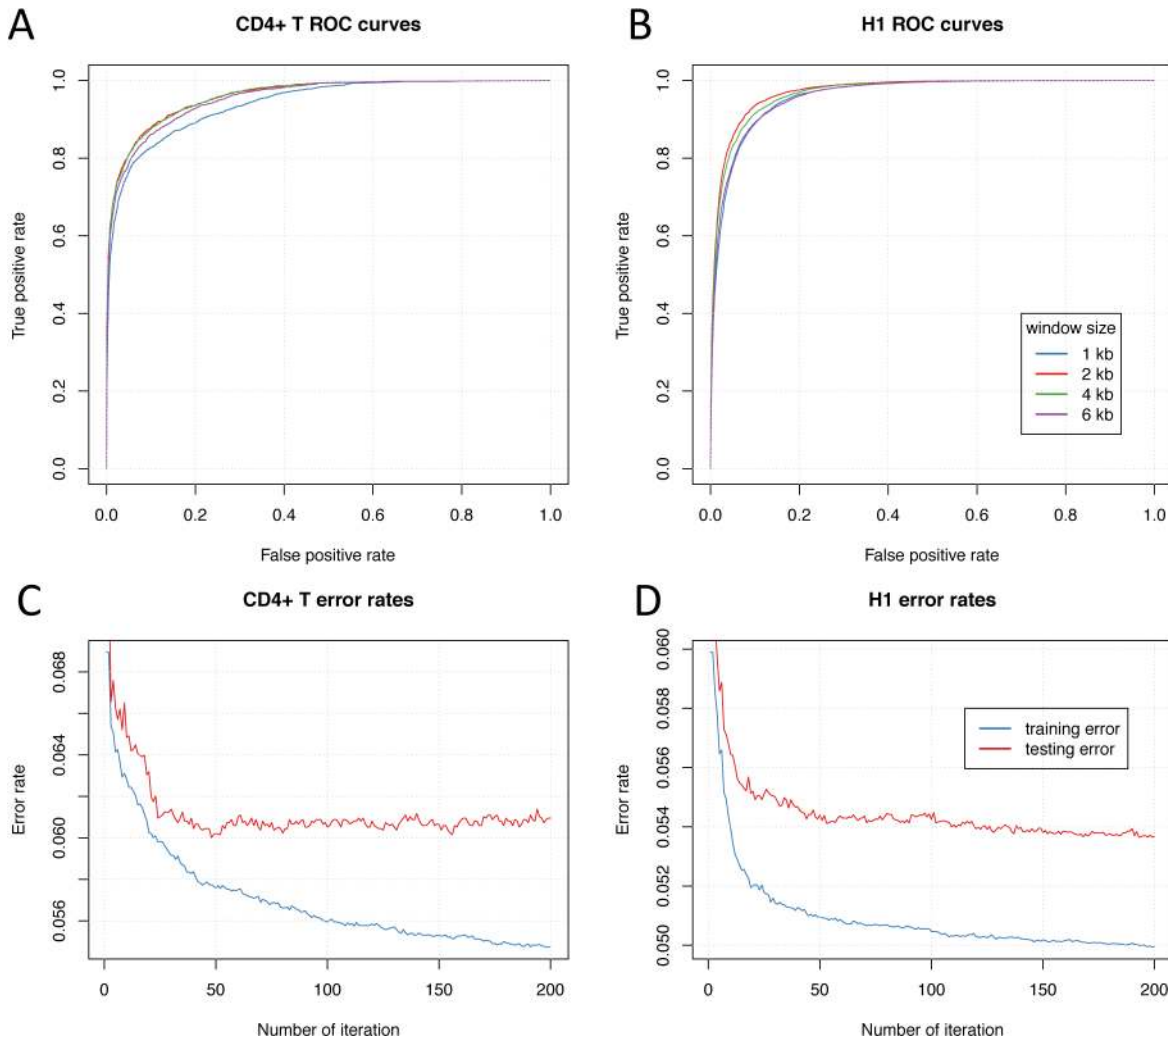 A
CD4+ T ROC curves
True positive rate
1.0
0.8
0.6
0.4
0.2
0.0
0.0 0.2 0.4 0.6 0.8 1.0
False positive rate
B
H1 ROC curves
True positive rate
1.0
0.8
0.6
0.4
0.2
0.0
window size
1 kb
2 kb
4 kb
6 kb
0.0 0.2 0.4 0.6 0.8 1.0
False positive rate
C
CD4+ T error rates
Error rate
0.068
0.064
0.060
0.056
0 50 100 150 200
Number of iteration
D
H1 error rates
Error rate
0.060
0.058
0.056
0.054
0.052
0.050
training error
testing error
0 50 100 150 200
Number of iteration